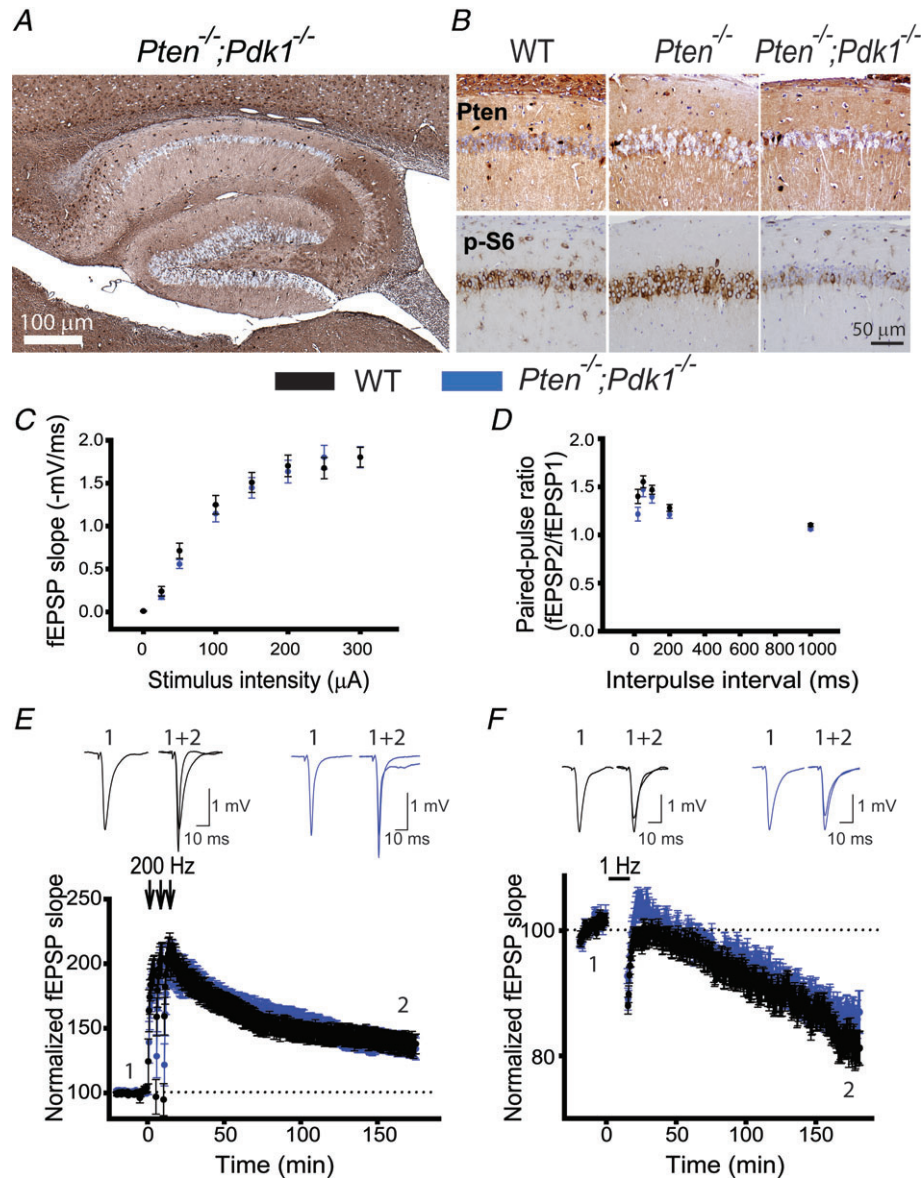 A
Pten-/-;Pdk1-/-
100 µm
B
WT
Pten-/-
Pten-/-;Pdk1-/-
Pten
p-S6
50 µm
WT
Pten-/-;Pdk1-/-
C
fEPSP slope (-mV/ms)
2.0
1.5
1.0
0.5
0.0
0
100
200
300
Stimulus intensity (µA)
D
Paired-pulse ratio
(fEPSP2/fEPSP1)
2.0
1.5
1.0
0.5
0.0
0
200
400
600
800
1000
Interpulse interval (ms)
E
1
1+2
1 mV
10 ms
1
1+2
1 mV
10 ms
200 Hz
Normalized fEPSP slope
250
200
150
100
1
2
0
50
100
150
Time (min)
F
1
1+2
1 mV
10 ms
1
1+2
1 mV
10 ms
1 Hz
Normalized fEPSP slope
100
80
1
2
0
50
100
150
Time (min)